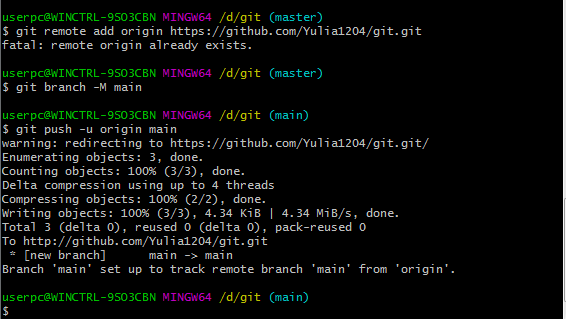 userpc@WINCTRL-9SO3CBN MINGW64 /d/git (master)
$ git remote add origin https://github.com/Yulia1204/git.git
fatal: remote origin already exists.
userpc@WINCTRL-9SO3CBN MINGW64 /d/git (master)
$ git branch -M main
userpc@WINCTRL-9SO3CBN MINGW64 /d/git (main)
$ git push -u origin main
warning: redirecting to https://github.com/Yulia1204/git.git/
Enumerating objects: 3, done.
Counting objects: 100% (3/3), done.
Delta compression using up to 4 threads
Compressing objects: 100% (2/2), done.
Writing objects: 100% (3/3), 4.34 KiB | 4.34 MiB/s, done.
Total 3 (delta 0), reused 0 (delta 0), pack-reused 0
To http://github.com/Yulia1204/git.git
 * [new branch]      main -> main
Branch 'main' set up to track remote branch 'main' from 'origin'.
userpc@WINCTRL-9SO3CBN MINGW64 /d/git (main)
$